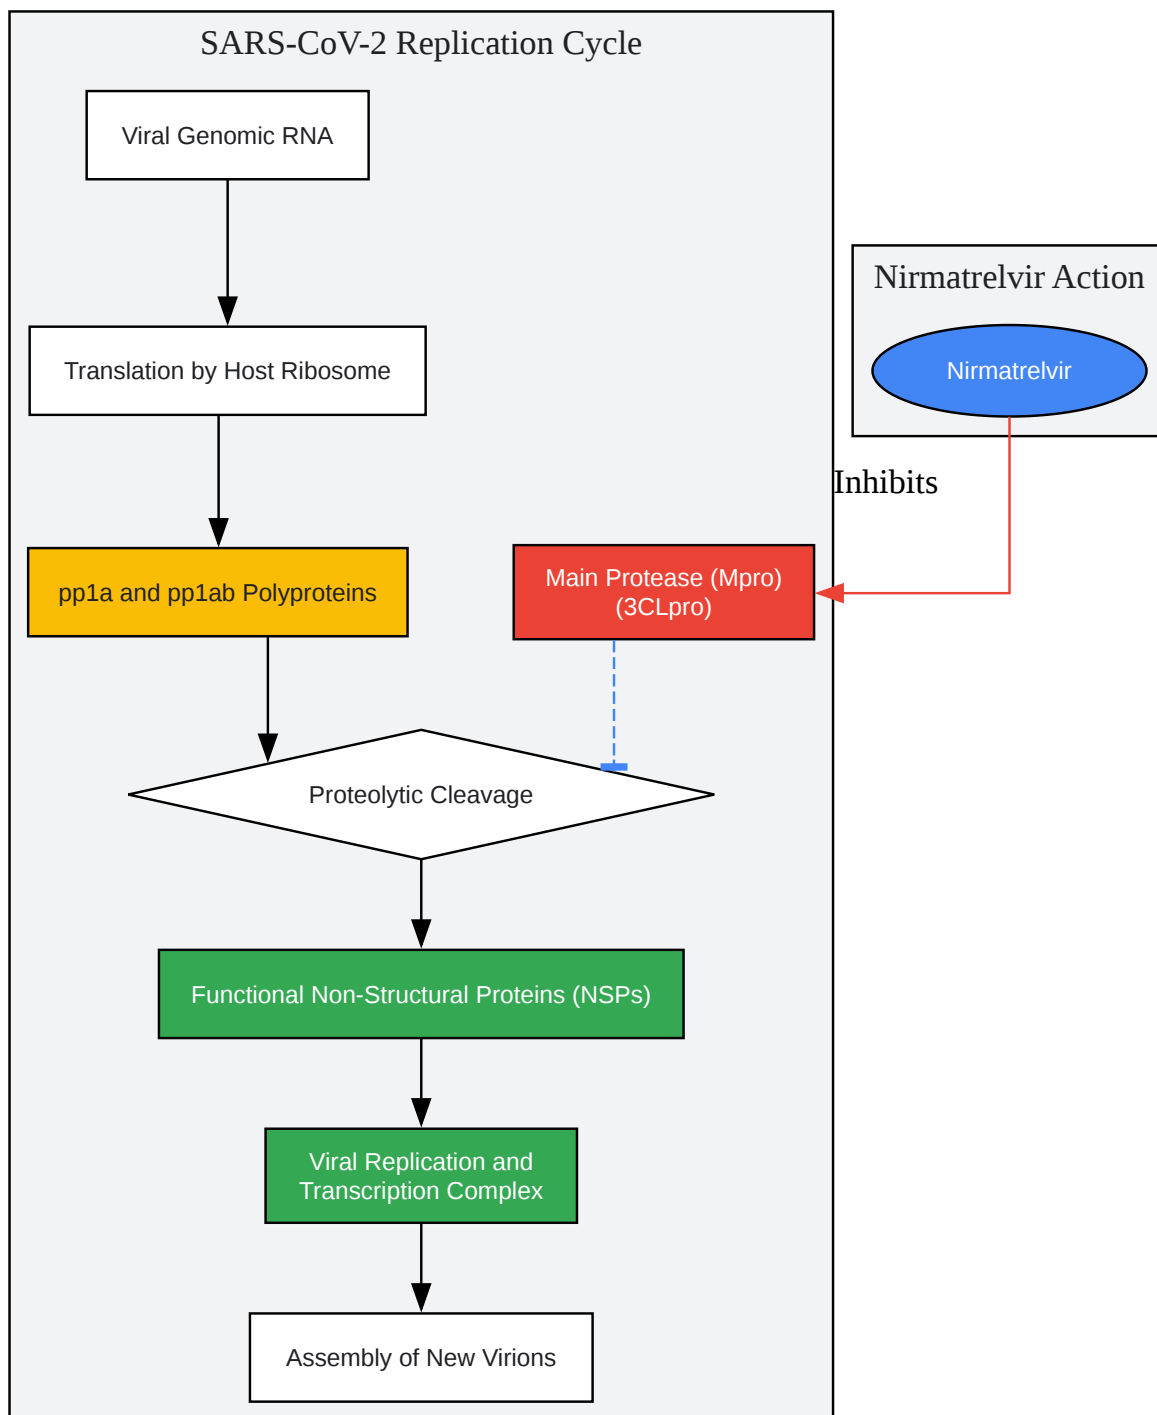 SARS-CoV-2 Replication Cycle
Viral Genomic RNA
Nirmatrelvir Action
Translation by Host Ribosome
Nirmatrelvir
Inhibits
pp1a and pp1ab Polyproteins
Main Protease (Mpro)
(3CLpro)
Proteolytic Cleavage
Functional Non-Structural Proteins (NSPs)
Viral Replication and
Transcription Complex
Assembly of New Virions